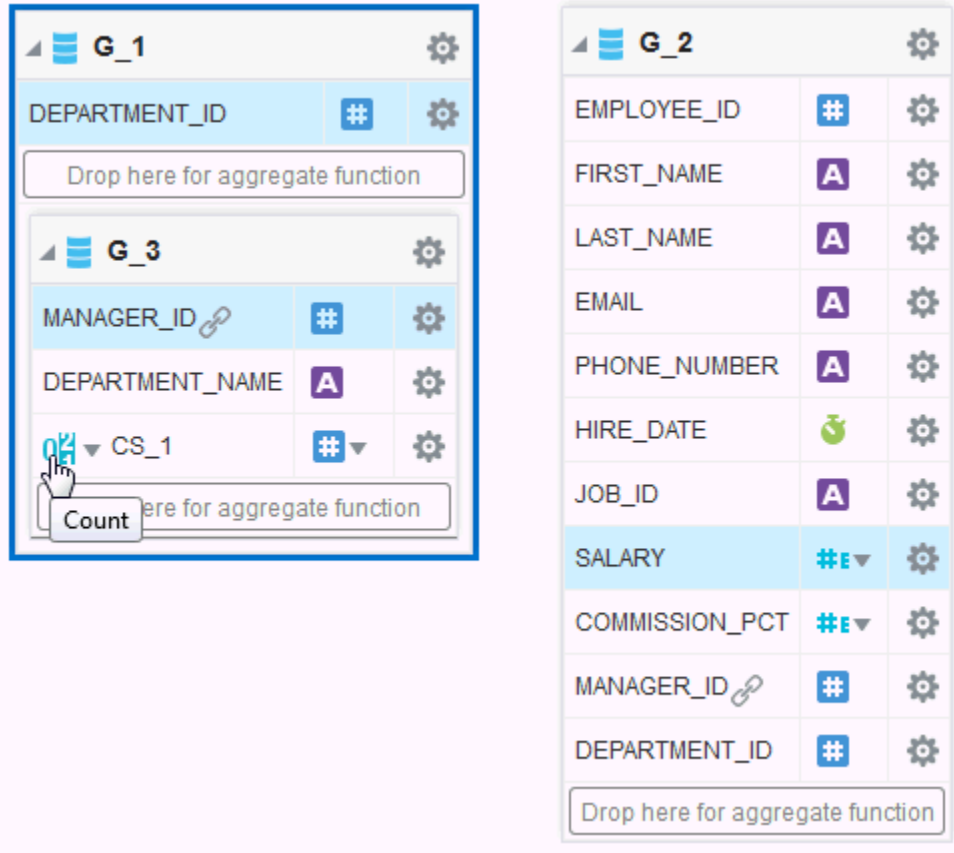 G_1
DEPARTMENT_ID
Drop here for aggregate function
G_3
MANAGER_ID
DEPARTMENT_NAME A
CS_1
ere for aggregate function
Count
G_2
EMPLOYEE_ID #
FIRST_NAME A
LAST_NAME A
EMAIL A
PHONE_NUMBER A
HIRE_DATE
JOB_ID A
SALARY #E
COMMISSION_PCT #E
MANAGER_ID #
DEPARTMENT_ID #
Drop here for aggregate function